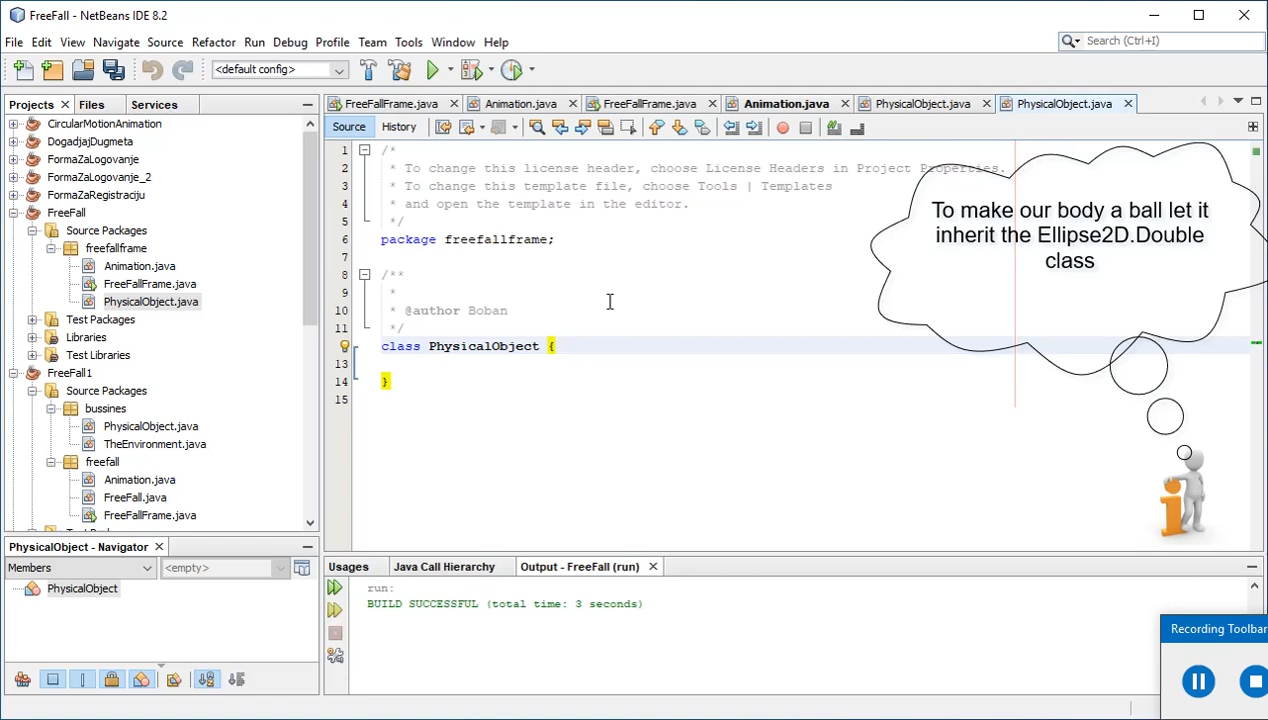 FreeFall - NetBeans IDE 8.2
File Edit View Navigate Source Refactor Run Debug Profile Team Tools Window Help
Search (Ctrl+I)
<default config>
Projects Files Services
FreeFallFrame.java Animation.java FreeFallFrame.java Animation.java PhysicalObject.java PhysicalObject.java
Source History
CircularMotionAnimation
DogadjajDugmeta
FormaZaLogovanje
FormaZaLogovanje_2
FormaZaRegistraciju
FreeFall
Source Packages
freefallframe
Animation.java
FreeFallFrame.java
PhysicalObject.java
Test Packages
Libraries
Test Libraries
FreeFall1
Source Packages
bussines
PhysicalObject.java
TheEnvironment.java
freefall
Animation.java
FreeFall.java
FreeFallFrame.java
1 /*
2 * To change this license header, choose License Headers in Project Properties.
3 * To change this template file, choose Tools | Templates
4 * and open the template in the editor.
5 */
6 package freefallframe;
7
8 /**
9 *
10 * @author Boban
11 */
class PhysicalObject {
13
14 }
15
To make our body a ball let it
inherit the Ellipse2D.Double
class
PhysicalObject - Navigator
Members <empty>
PhysicalObject
Usages Java Call Hierarchy Output - FreeFall (run)
run:
BUILD SUCCESSFUL (total time: 3 seconds)
Recording Toolbar